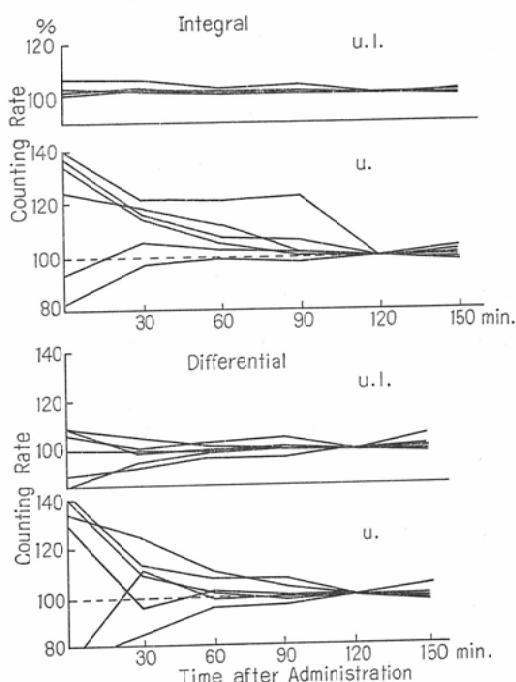 % Integral
120
u.l.
100
Counting Rate
140
u.
120
100
80
30 60 90 120 150 min.
Differential
140
u.l.
120
100
Counting Rate
140
u.
120
100
80
30 60 90 120 150 min.
Time after Administration